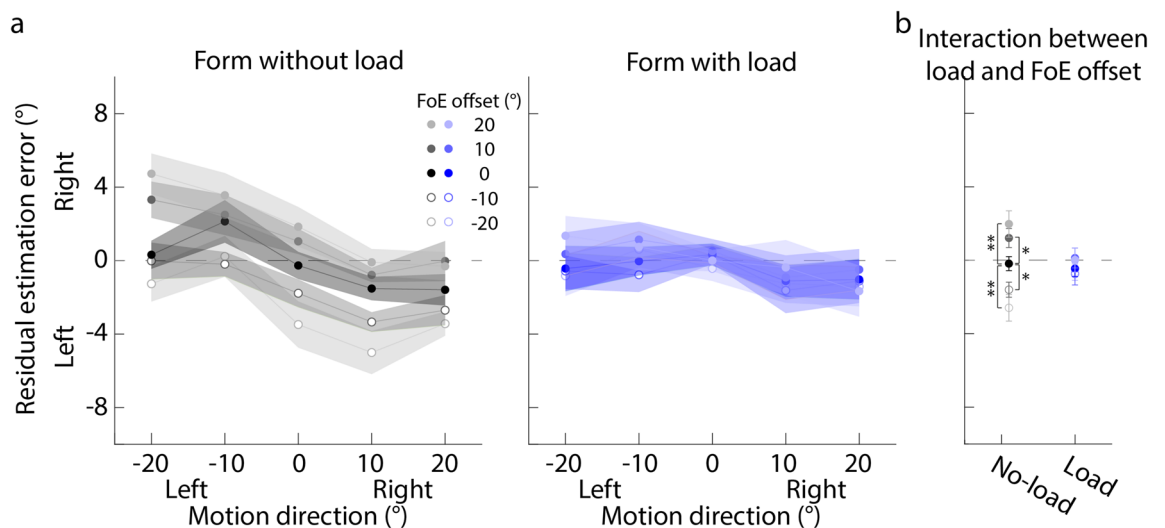 a
Form without load
Form with load
b
Interaction between
load and FoE offset
FoE offset (°)
20
10
0
-10
-20
Residual estimation error (°)
Right
Left
8
4
0
-4
-8
-20 -10 0 10 20
Left Right
Motion direction (°)
-20 -10 0 10 20
Left Right
Motion direction (°)
**
*
**
*
No-load
Load